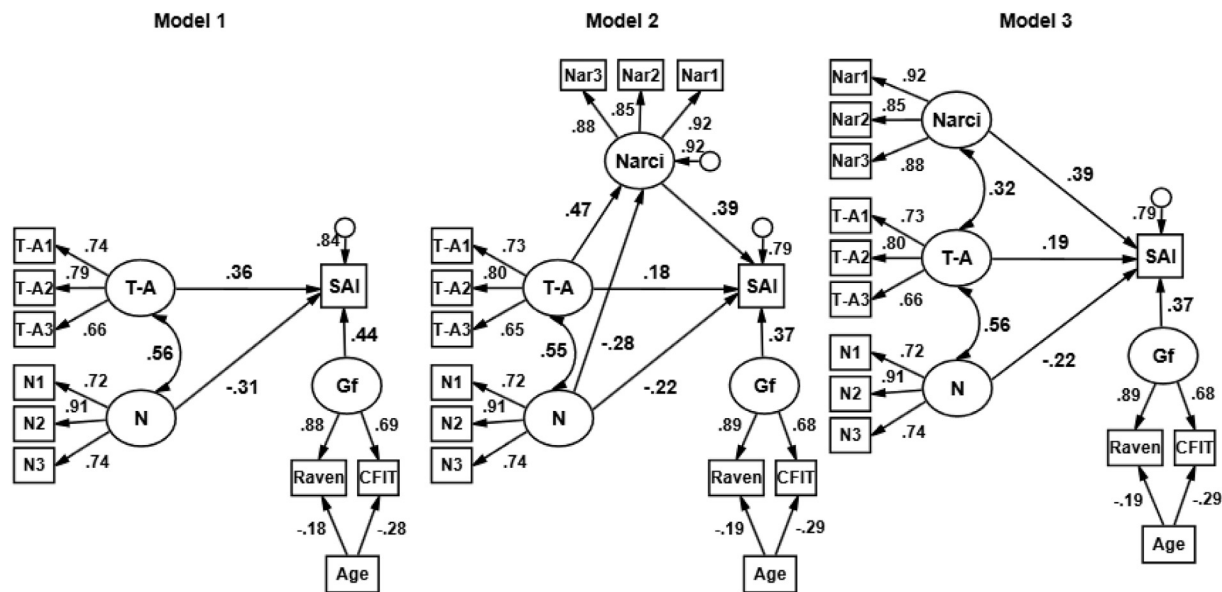 Model 1
T-A1
T-A2
T-A3
.74
.79
.66
T-A
.36
.84
SAI
.56
-.31
.44
N1
N2
N3
.72
.91
.74
N
Gf
.88
.69
Raven
CFIT
-.18
-.28
Age
Model 2
Nar3
Nar2
Nar1
.88
.85
.92
Narci
.92
.47
.39
T-A1
T-A2
T-A3
.73
.80
.65
T-A
.18
.79
SAI
.55
-.28
-.22
.37
N1
N2
N3
.72
.91
.74
N
Gf
.89
.68
Raven
CFIT
-.19
-.29
Age
Model 3
Nar1
Nar2
Nar3
.92
.85
.88
Narci
.32
.39
T-A1
T-A2
T-A3
.73
.80
.66
T-A
.19
.79
SAI
.56
-.22
.37
N1
N2
N3
.72
.91
.74
N
Gf
.89
.68
Raven
CFIT
-.19
-.29
Age